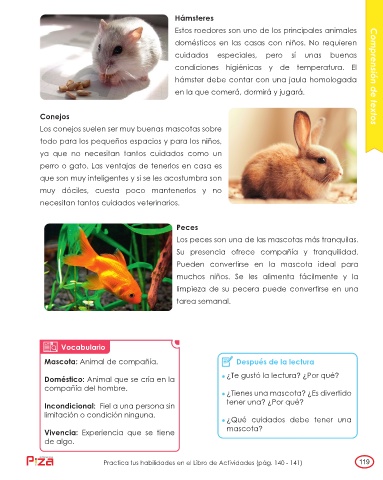 Hámsteres
Estos roedores son uno de los principales animales
domésticos en las casas con niños. No requieren
cuidados especiales, pero sí unas buenas
condiciones higiénicas y de temperatura. El
hámster debe contar con una jaula homologada
en la que comerá, dormirá y jugará.
Comprensión de textos
Conejos
Los conejos suelen ser muy buenas mascotas sobre
todo para los pequeños espacios y para los niños,
ya que no necesitan tantos cuidados como un
perro o gato. Las ventajas de tenerlos en casa es
que son muy inteligentes y si se les acostumbra son
muy dóciles, cuesta poco mantenerlos y no
necesitan tantos cuidados veterinarios.
Peces
Los peces son una de las mascotas más tranquilas.
Su presencia ofrece compañía y tranquilidad.
Pueden convertirse en la mascota ideal para
muchos niños. Se les alimenta fácilmente y la
limpieza de su pecera puede convertirse en una
tarea semanal.
Vocabulario
Mascota: Animal de compañía.
Doméstico: Animal que se cría en la
compañía del hombre.
Incondicional: Fiel a una persona sin
limitación o condición ninguna.
Vivencia: Experiencia que se tiene
de algo.
Después de la lectura
• ¿Te gustó la lectura? ¿Por qué?
• ¿Tienes una mascota? ¿Es divertido
tener una? ¿Por qué?
• ¿Qué cuidados debe tener una
mascota?
Practica tus habilidades en el Libro de Actividades (pág. 140 - 141)
119